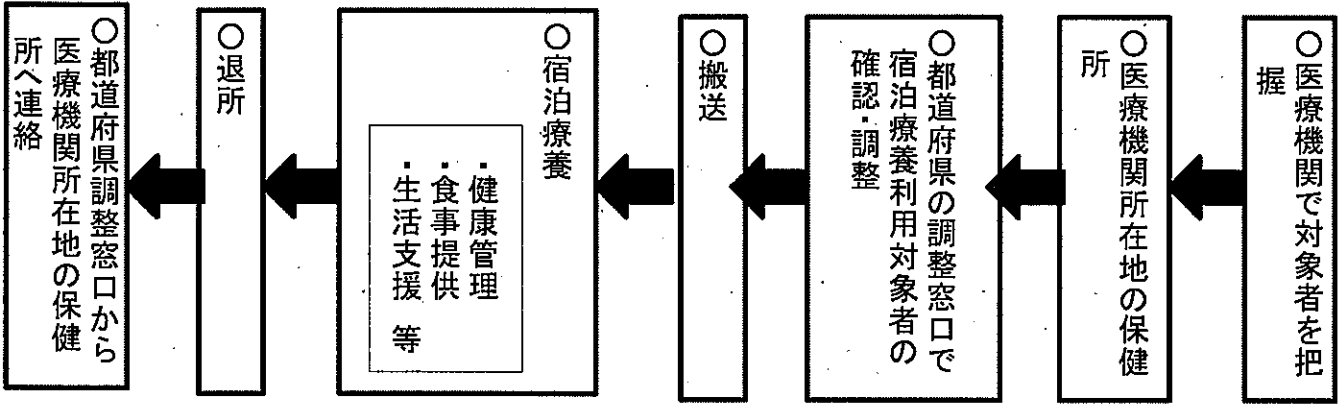 ○医療機関で対象者を把
握
○医療機関所在地の保健
所
○都道府県の調整窓口で
宿泊療養利用対象者の
確認・調整
○搬送
○宿泊療養
・健康管理
・食事提供
・生活支援 等
○退所
○都道府県調整窓口から
医療機関所在地の保健
所へ連絡